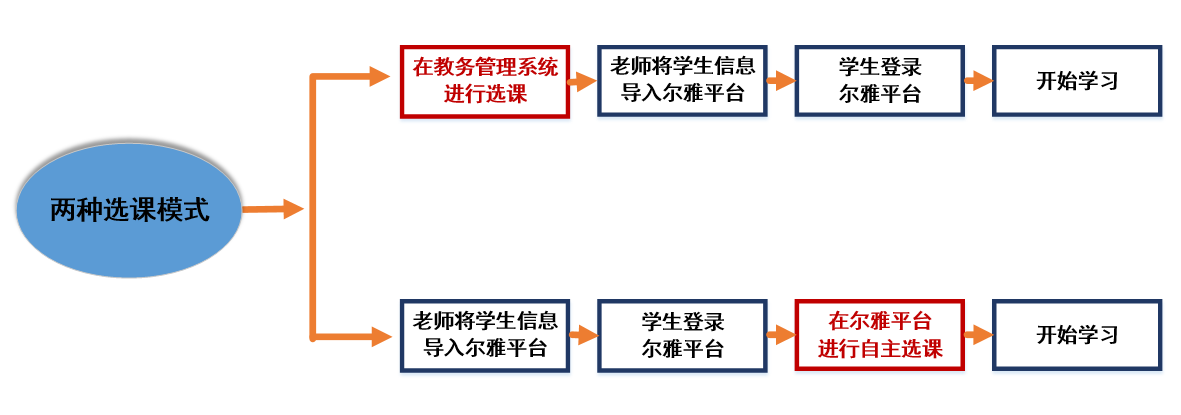 两种选课模式
在教务管理系统
进行选课
老师将学生信息
导入尔雅平台
学生登录
尔雅平台
开始学习
老师将学生信息
导入尔雅平台
学生登录
尔雅平台
在尔雅平台
进行自主选课
开始学习